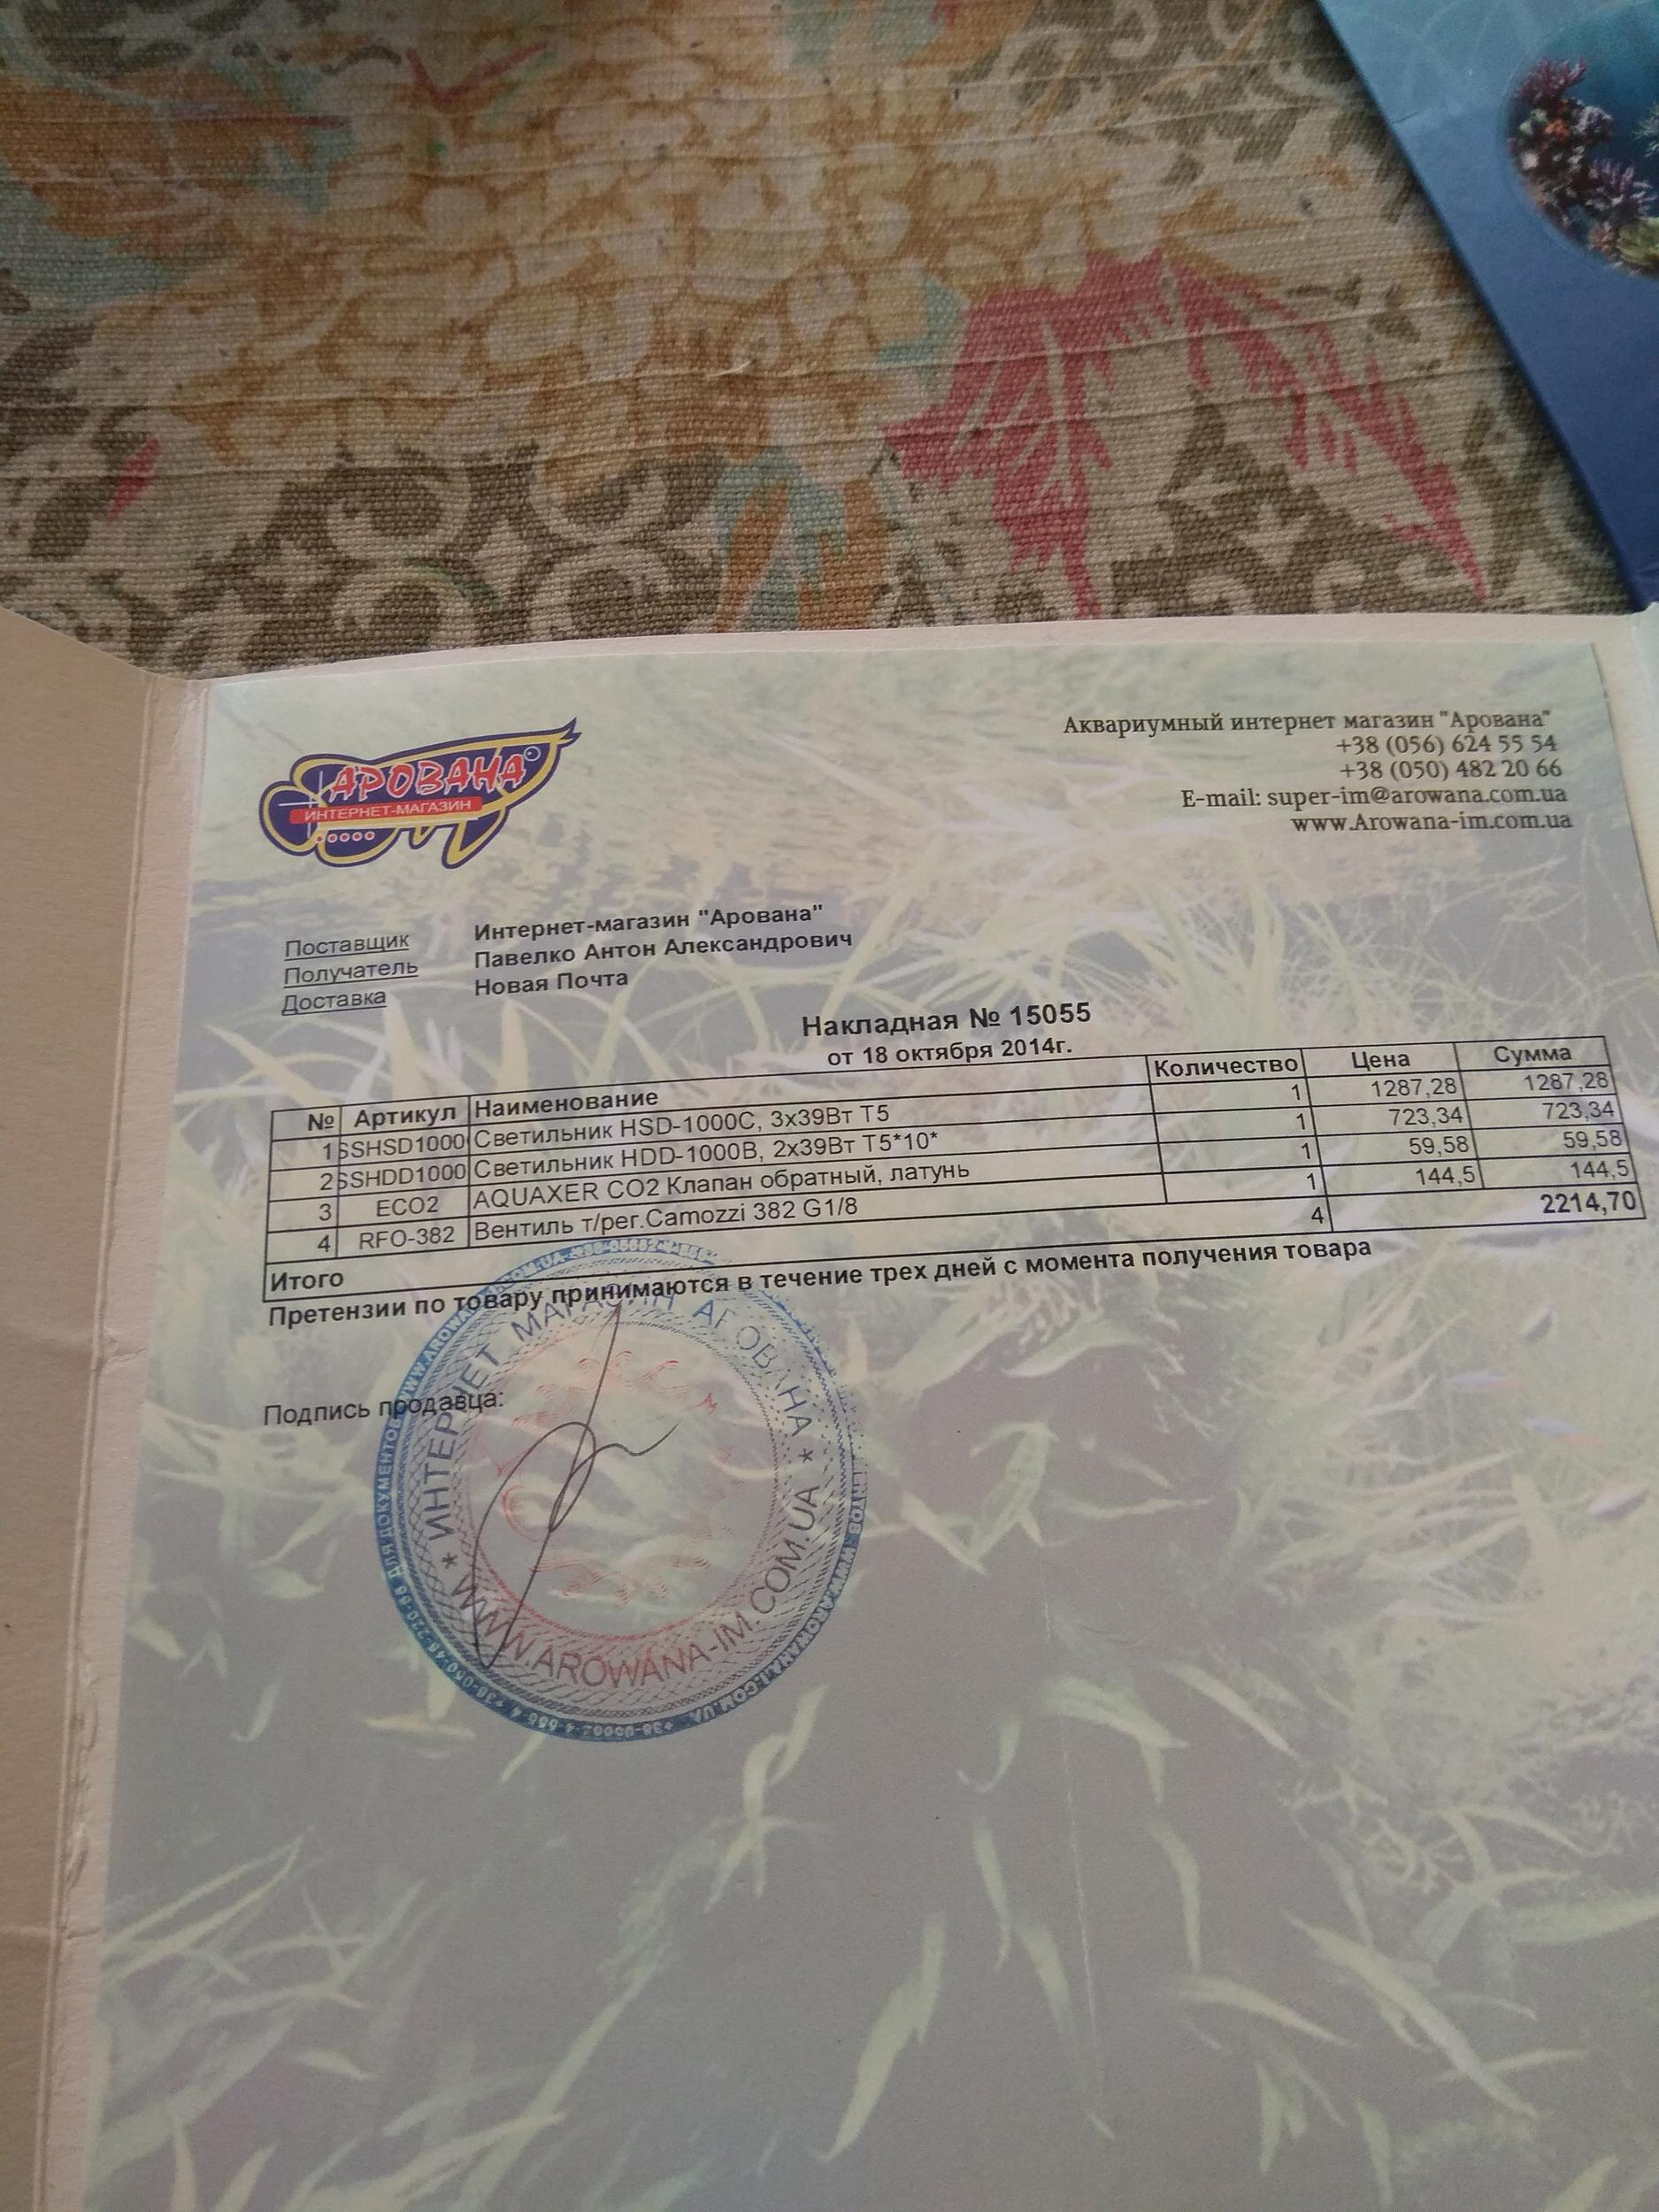 АРОВАНА
ИНТЕРНЕТ-МАГАЗИН
Аквариумный интернет магазин "Арована"
+38 (056) 624 55 54
+38 (050) 482 20 66
E-mail: super-im@arowana.com.ua
www.Arowana-im.com.ua
Поставщик Интернет-магазин "Арована"
Получатель Павелко Антон Александрович
Доставка Новая Почта
Накладная № 15055
от 18 октября 2014г.
№ Артикул Наименование Количество Цена Сумма
1 SSHSD1000 Светильник HSD-1000C, 3х39Вт Т5 1 1287,28 1287,28
2 SSHDD1000 Светильник HDD-1000B, 2х39Вт Т5*10* 1 723,34 723,34
3 ECO2 AQUAXER CO2 Клапан обратный, латунь 1 59,58 59,58
4 RFO-382 Вентиль т/рег.Camozzi 382 G1/8 1 144,5 144,5
Итого 4 2214,70
Претензии по товару принимаются в течение трех дней с момента получения товара
Подпись продавца:
* ИНТЕРНЕТ МАГАЗИН АРОВАНА *
WWW.AROWANA-IM.COM.UA